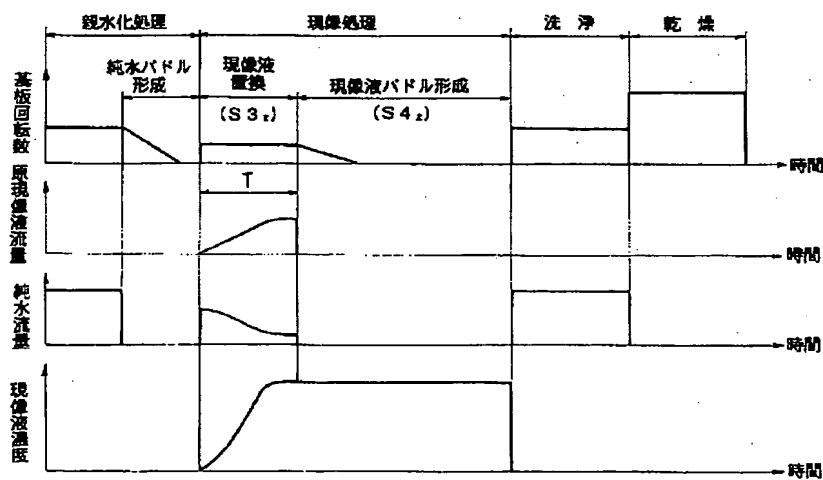 親水化処理 現像処理 洗 浄 乾 燥
純水パドル
形成
現像液
置換
(S3₂)
現像液パドル形成
(S4₂)
基板回転数
時間
T
原現像液流量
時間
純水流量
時間
現像液濃度
時間